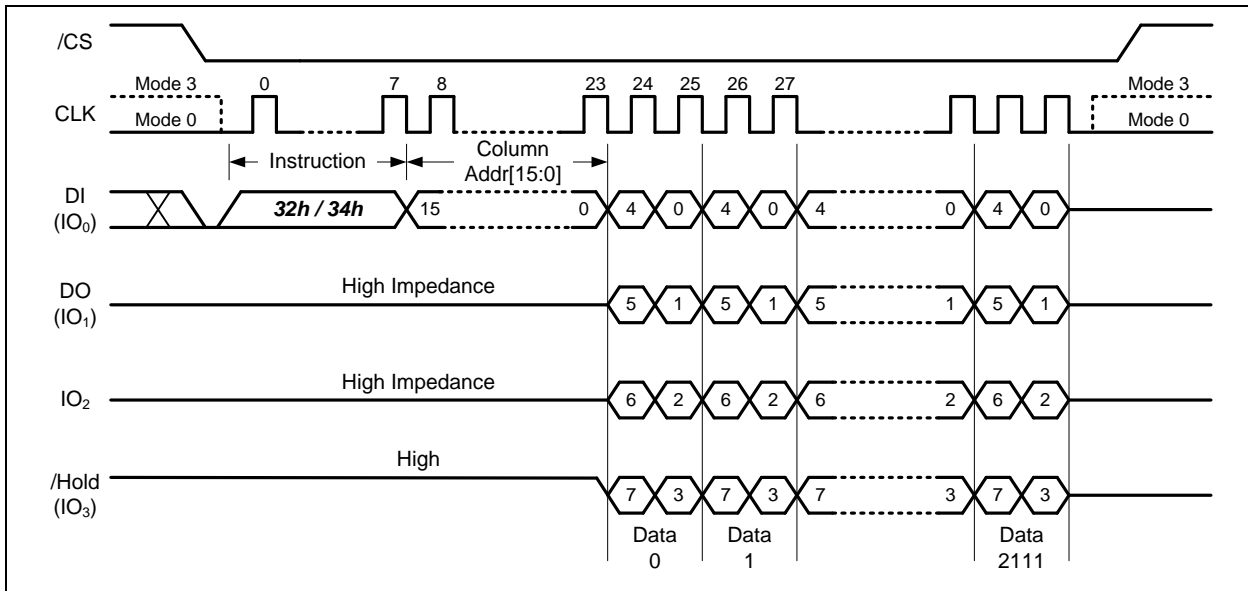 /CS
Mode 3 0 7 8 23 24 25 26 27 Mode 3
CLK
Mode 0 Mode 0
Instruction Column
Addr[15:0]
DI
(IO0) 32h / 34h 15 0 4 0 4 0 4 0 4 0
High Impedance
DO
(IO1) 5 1 5 1 5 1 5 1
High Impedance
IO2 6 2 6 2 6 2 6 2
High
/Hold
(IO3) 7 3 7 3 7 3 7 3
Data Data Data
0 1 2111